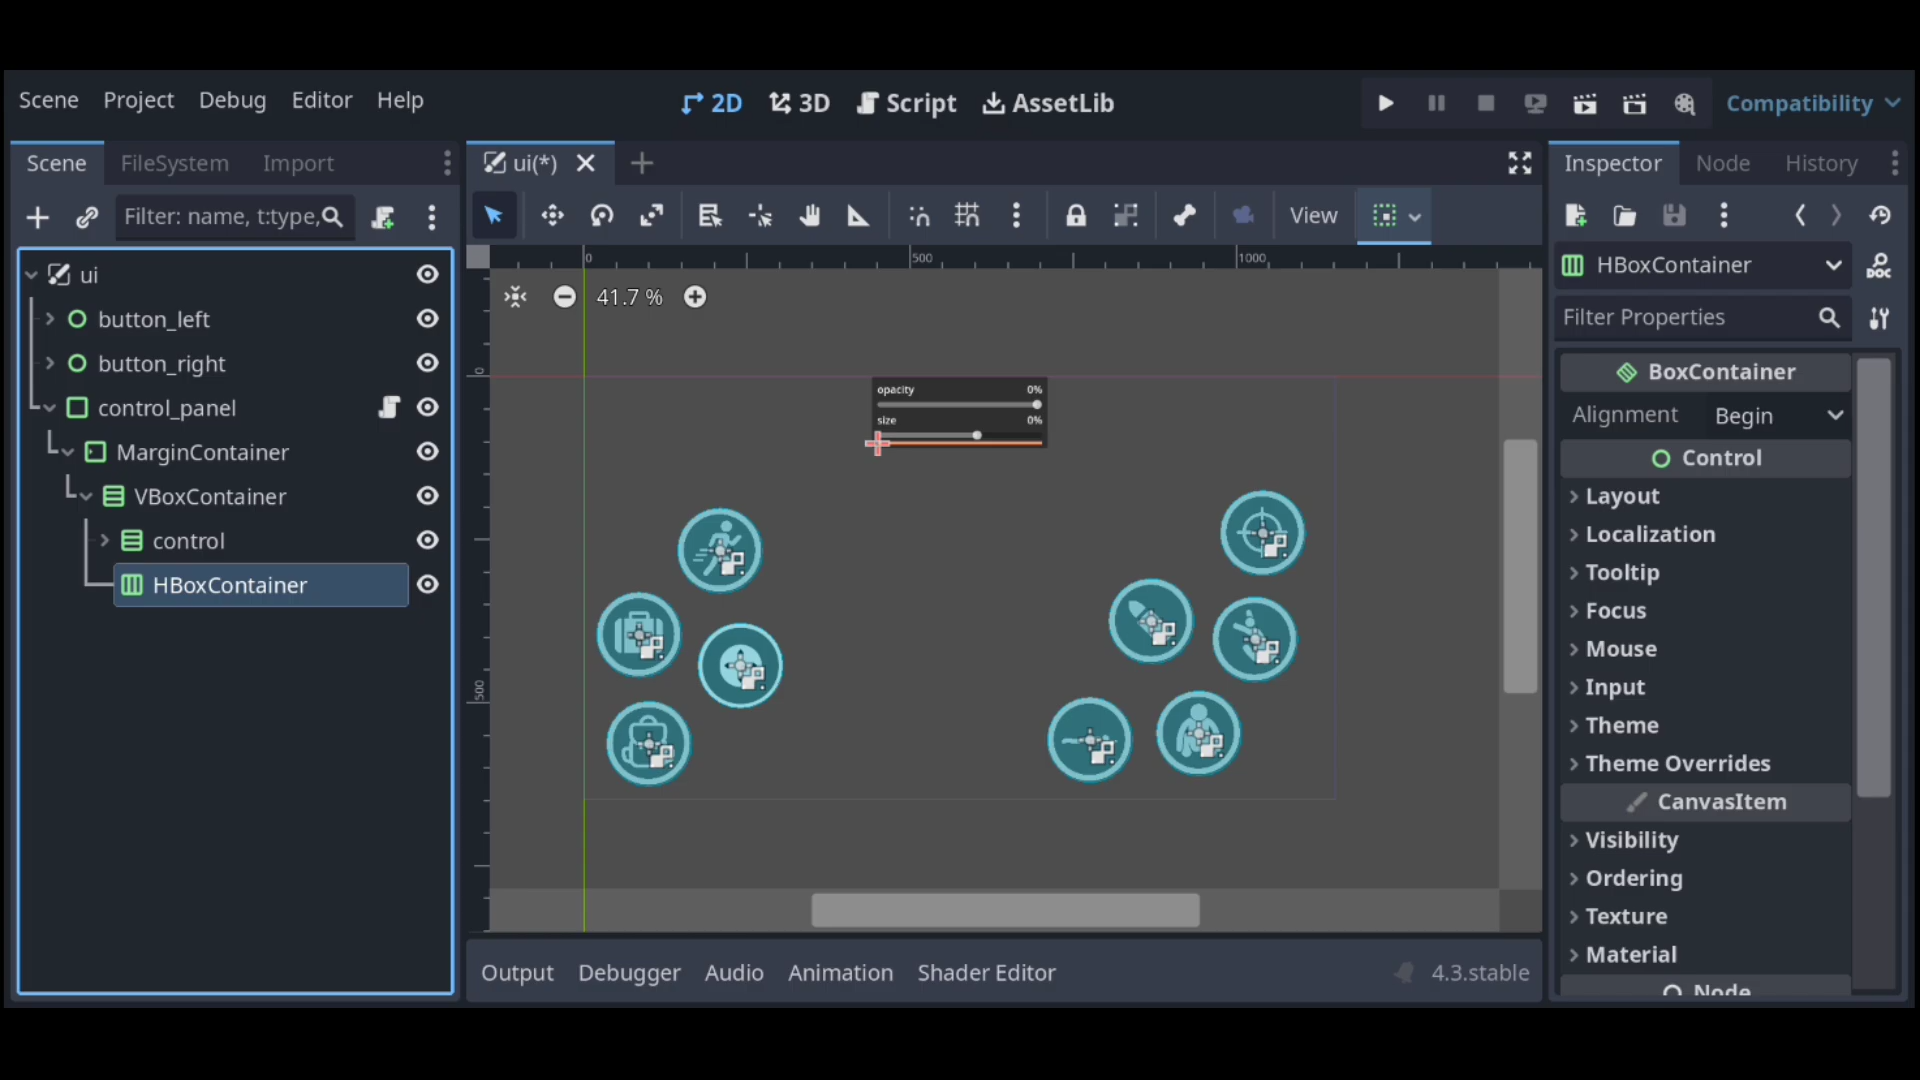 Scene Project Debug Editor Help
2D 3D Script AssetLib
Compatibility
Scene FileSystem Import
Filter: name, t:type,
ui
button_left
button_right
control_panel
MarginContainer
VBoxContainer
control
HBoxContainer
ui(*)
View
0 500 1000
41.7 %
0
500
opacity 0%
size 0%
Output Debugger Audio Animation Shader Editor
4.3.stable
Inspector Node History
HBoxContainer
DOC
Filter Properties
BoxContainer
Alignment Begin
Control
Layout
Localization
Tooltip
Focus
Mouse
Input
Theme
Theme Overrides
CanvasItem
Visibility
Ordering
Texture
Material
Node